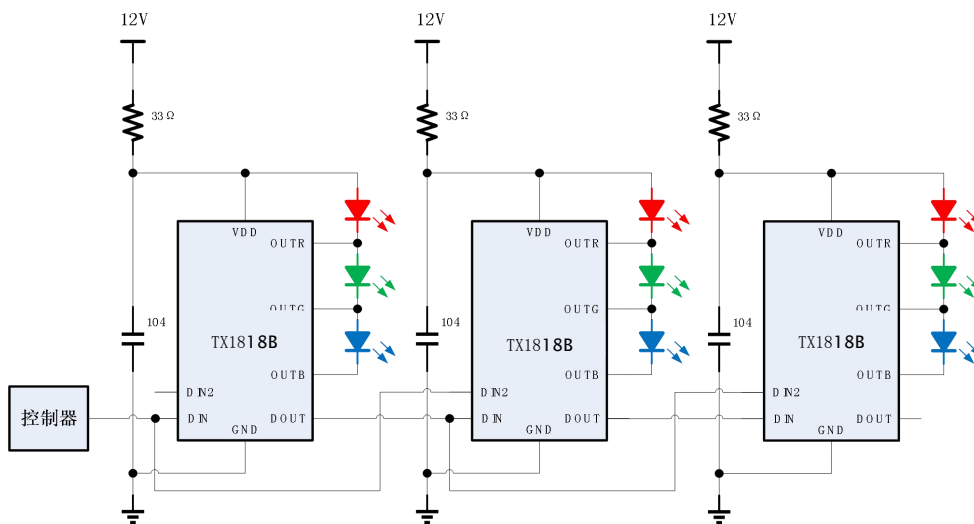 12V
12V
12V
33Ω
33Ω
33Ω
VDD
OUTR
OUTG
104
TX1818B
OUTB
DIN2
DIN
DOUT
GND
VDD
OUTR
OUTG
104
TX1818B
OUTB
DIN2
DIN
DOUT
GND
VDD
OUTR
OUTG
104
TX1818B
OUTB
DIN2
DIN
DOUT
GND
控制器